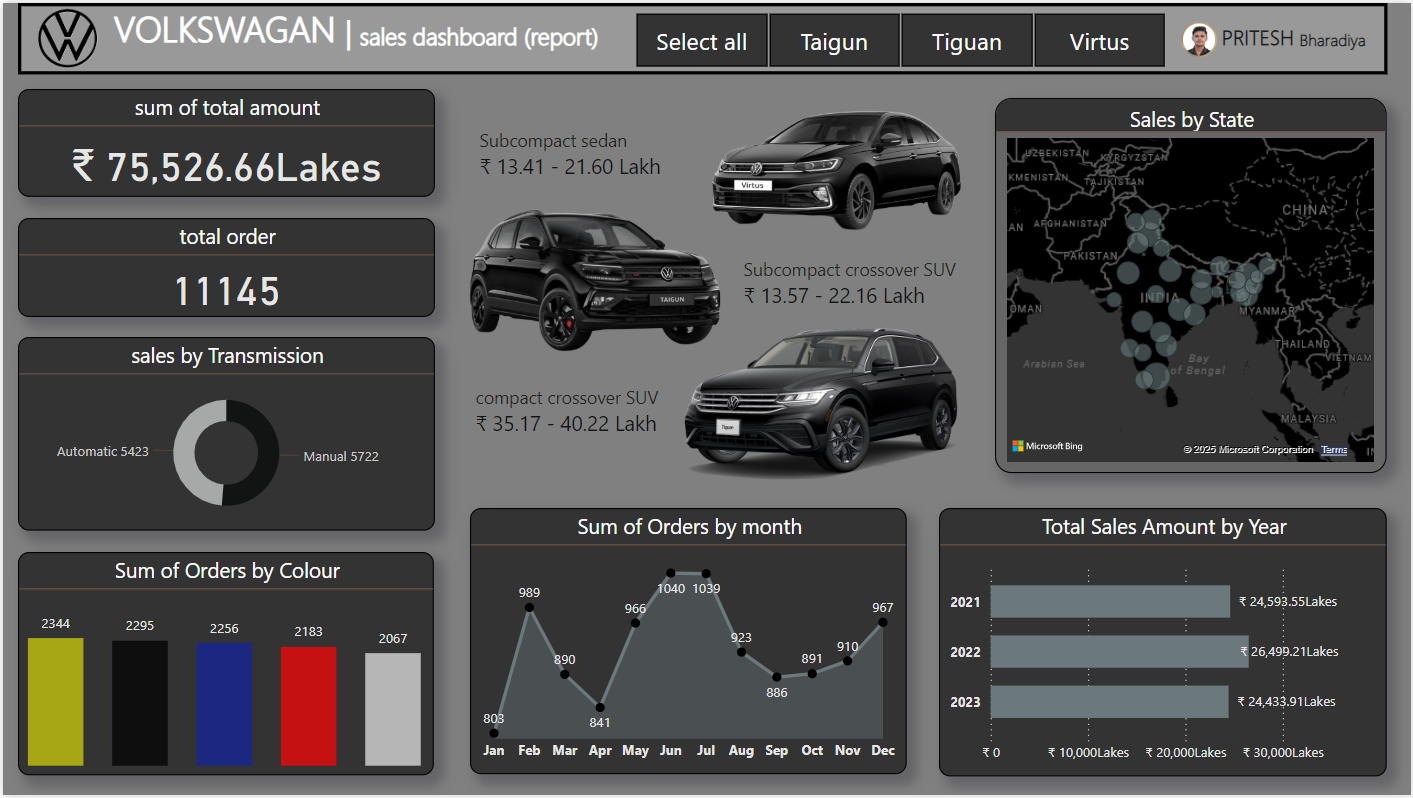 VOLKSWAGAN | sales dashboard (report)
Select all
Taigun
Tiguan
Virtus
PRITESH Bharadiya
sum of total amount
₹ 75,526.66Lakes
total order
11145
sales by Transmission
Automatic 5423
Manual 5722
Sum of Orders by Colour
2344
2295
2256
2183
2067
Subcompact sedan
₹ 13.41 - 21.60 Lakh
Virtus
TAIGUN
Subcompact crossover SUV
₹ 13.57 - 22.16 Lakh
compact crossover SUV
₹ 35.17 - 40.22 Lakh
Tiguan
Sales by State
UZBEKISTAN
KYRGYZSTAN
KMENISTAN
TAJIKISTAN
CHINA
AFGHANISTAN
AN
PAKISTAN
INDIA
OMAN
MYANMAR
THAILAND
VIETNAM
Arabian Sea
Bay
of Bengal
MALAYSIA
IN
Microsoft Bing
© 2025 Microsoft Corporation Terms
Sum of Orders by month
803
989
890
841
966
1040
1039
923
886
891
910
967
Jan Feb Mar Apr May Jun Jul Aug Sep Oct Nov Dec
Total Sales Amount by Year
2021 ₹ 24,593.55Lakes
2022 ₹ 26,499.21Lakes
2023 ₹ 24,433.91Lakes
₹ 0 ₹ 10,000Lakes ₹ 20,000Lakes ₹ 30,000Lakes